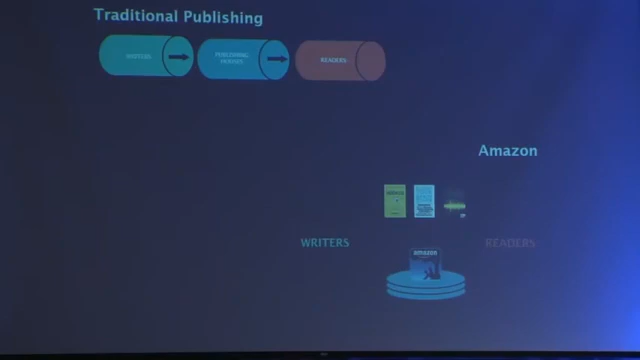 Traditional Publishing
WRITERS
PUBLISHING
HOUSES
READERS
Amazon
WRITERS
READERS
amazon